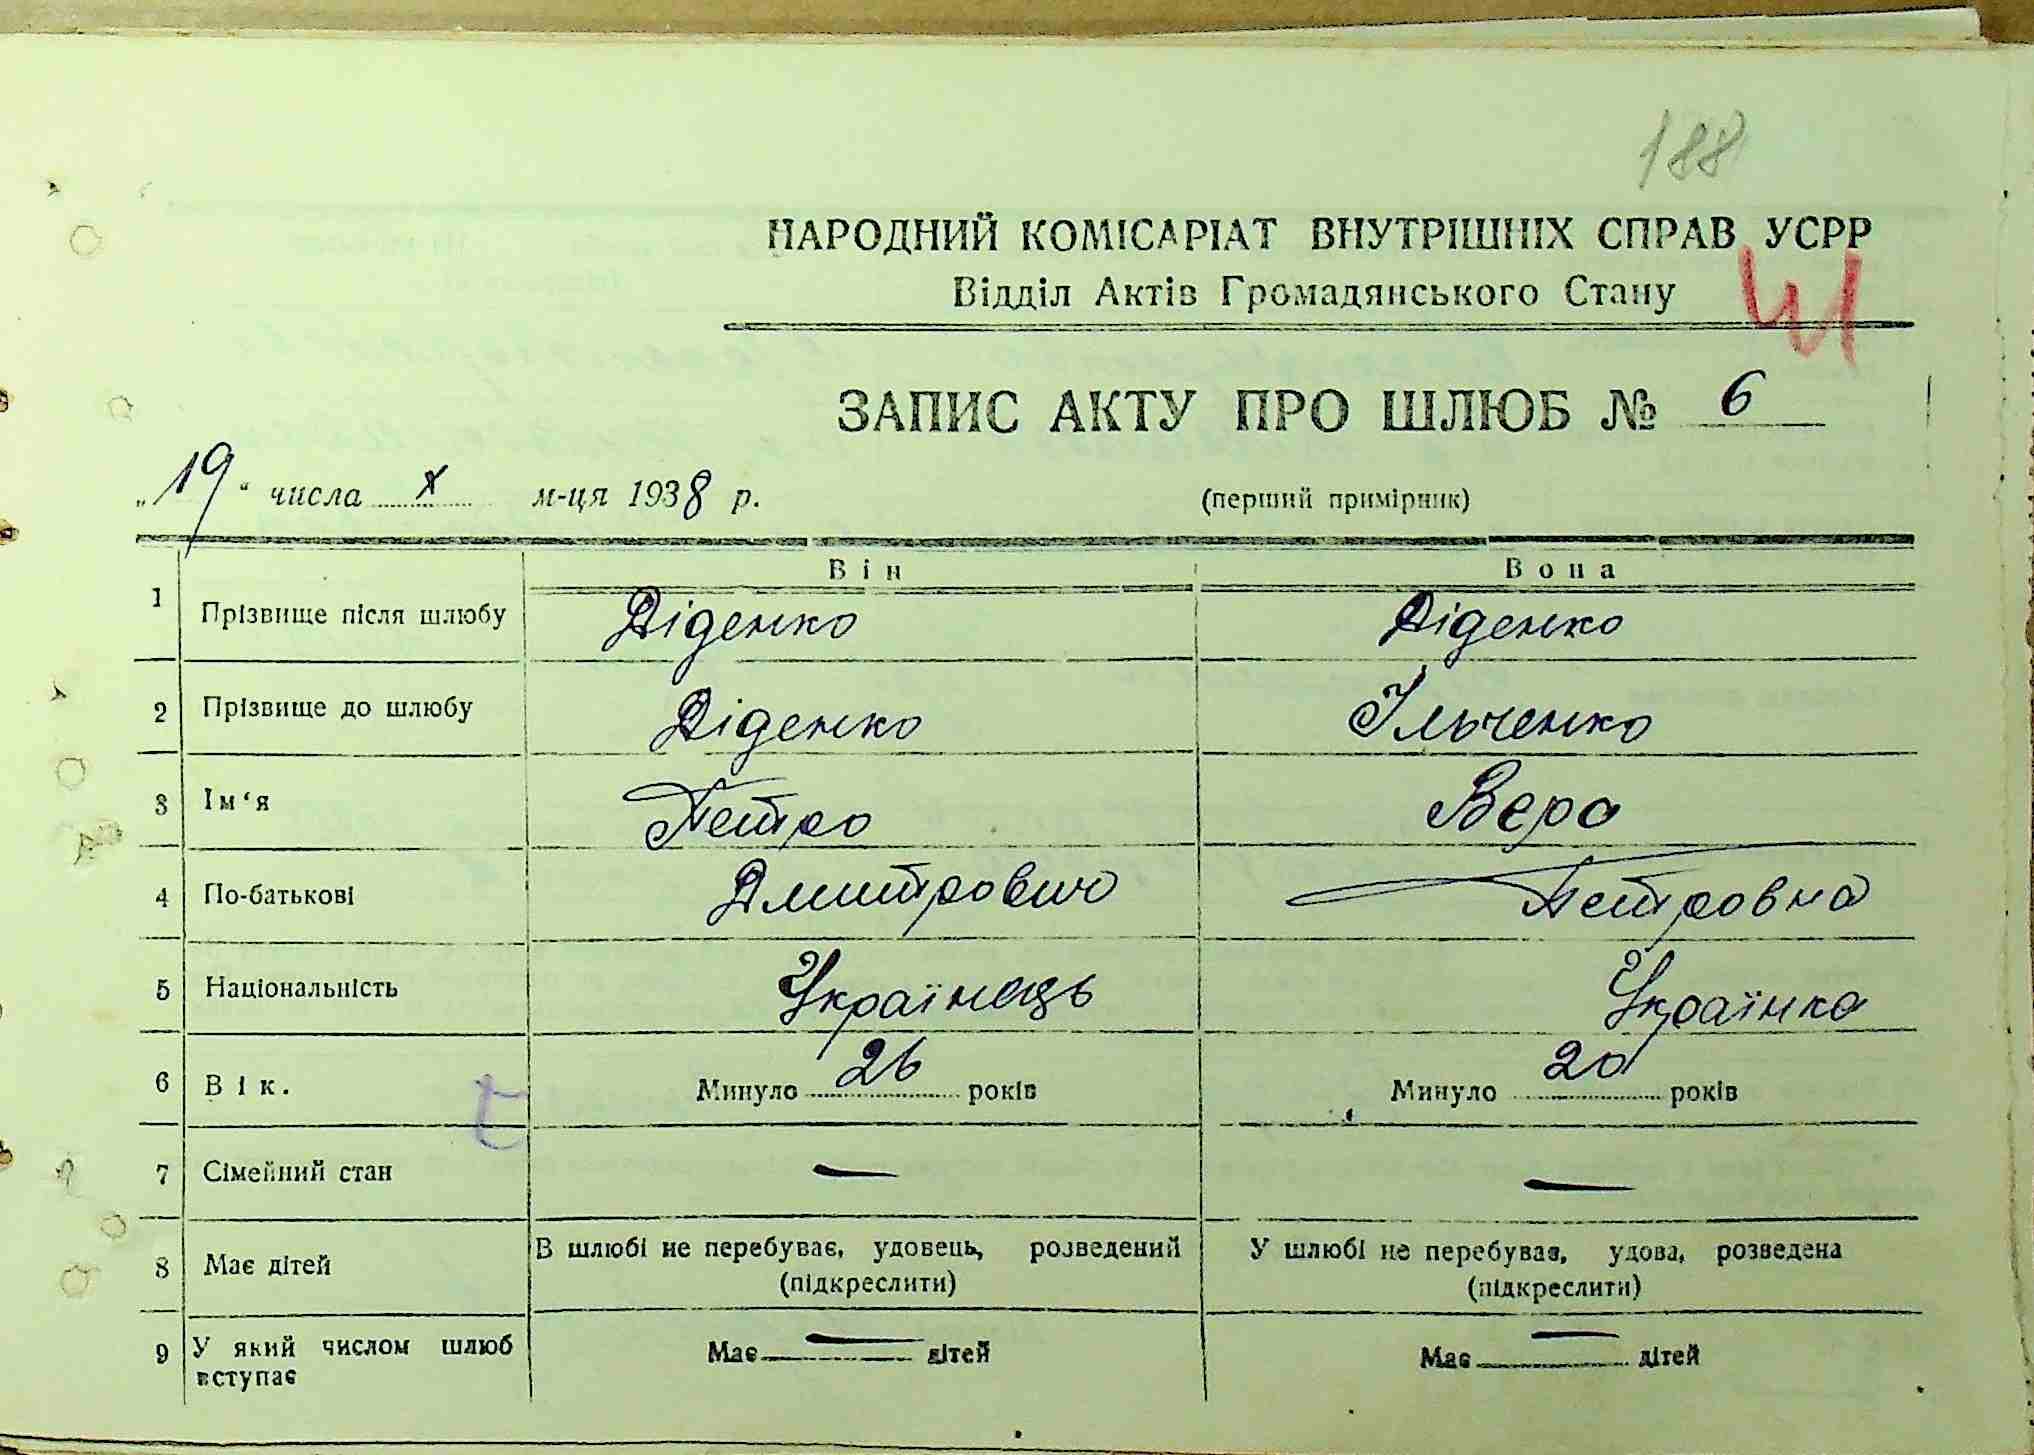 188
НАРОДНИЙ КОМІСАРІАТ ВНУТРІШНІХ СПРАВ УСРР
Відділ Актів Громадянського Стану
ЗАПИС АКТУ ПРО ШЛЮБ № 6
„19“ числа X м-ця 1938 р. (перший примірник)
Він Вона
1 Прізвище після шлюбу Діденко Діденко
2 Прізвище до шлюбу Діденко Ільченко
3 Ім‘я Петро Вєра
4 По-батькові Дмитрович Петровна
5 Національність Українець Українка
6 Вік. Минуло 26 років Минуло 20 років
7 Сімейний стан — —
8 Має дітей В шлюбі не перебуває, удовець, розведений У шлюбі не перебуває, удова, розведена
(підкреслити) (підкреслити)
9 У який числом шлюб Має — дітей Має — дітей
вступає